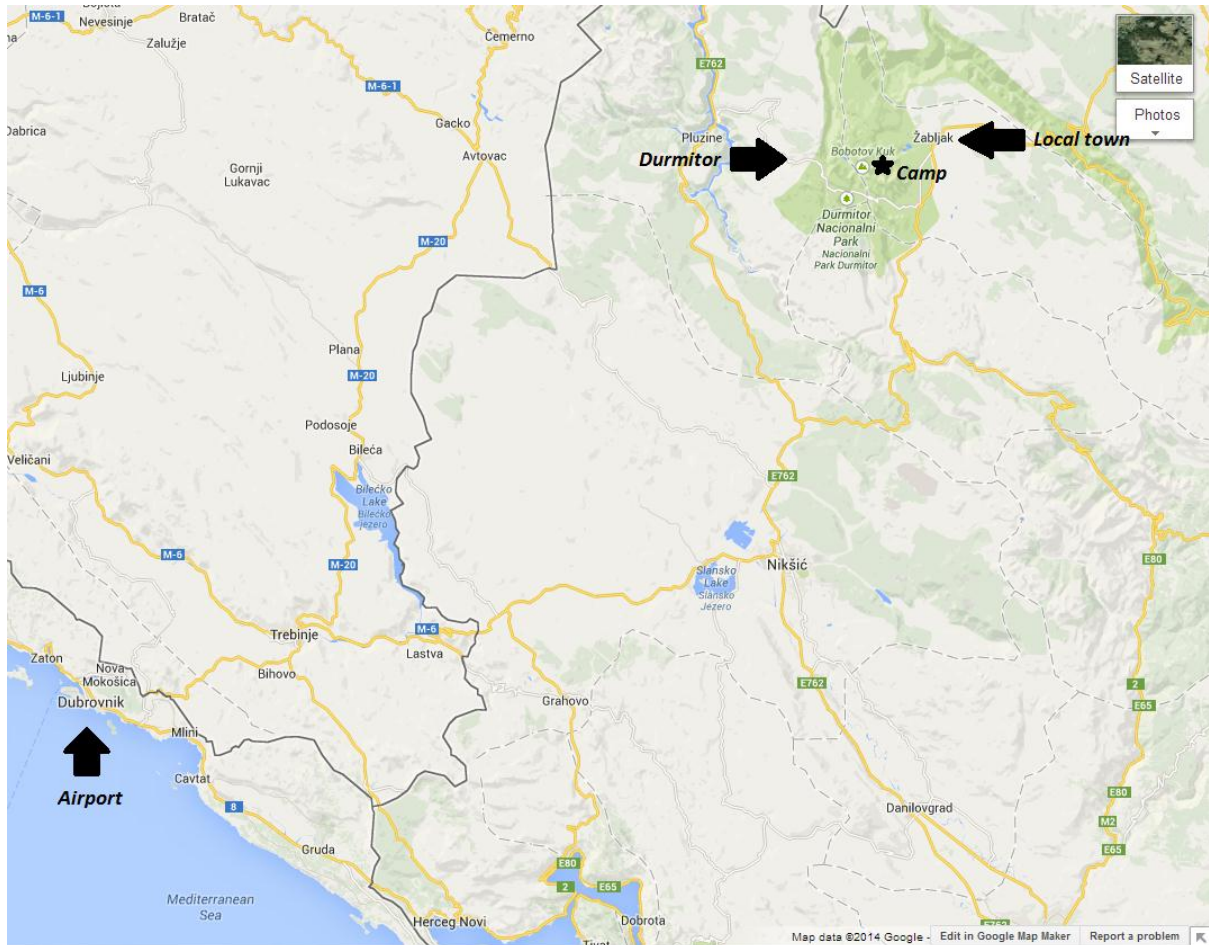 M-6-1
Nevesinje
Bratač
Zalužje
Čemerno
E762
Satellite
M-6-1
Photos
Dabrica
Gacko
Pluzine
Žabljak
Local town
Avtovac
Durmitor
Bobotov Kuk
Camp
Gornji
Lukavac
Durmitor
Nacionalni
Park
Nacionalni
Park Durmitor
M-20
M-6
Plana
Ljubinje
M-20
Podosoje
Bileća
Veličani
Bilećko
Lake
Bilećko
jezero
E762
M-6
M-20
Slansko
Lake
Slansko
Jezero
Nikšić
E80
Trebinje
M-6
Lastva
Zaton
Nova
Mokošica
Bihovo
Dubrovnik
Grahovo
E762
2
E65
Mlini
Airport
Cavtat
8
Danilovgrad
E80
M2
E65
Gruda
E80
2
E65
Mediterranean
Sea
Herceg Novi
Dobrota
Tivat
E762
Map data ©2014 Google - Edit in Google Map Maker Report a problem